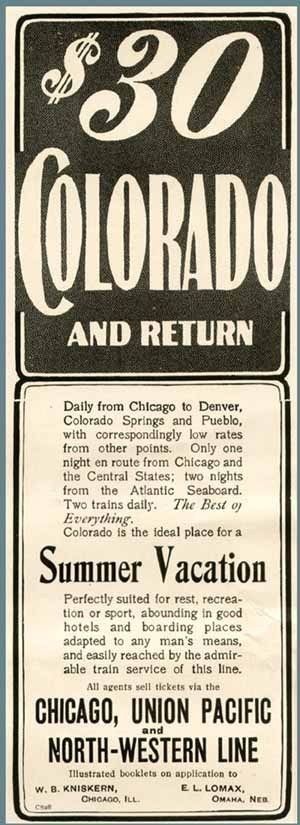 $30
COLORADO
AND RETURN
Daily from Chicago to Denver,
Colorado Springs and Pueblo,
with correspondingly low rates
from other points. Only one
night en route from Chicago and
the Central States; two nights
from the Atlantic Seaboard.
Two trains daily. The Best of
Everything.
Colorado is the ideal place for a
Summer Vacation
Perfectly suited for rest, recrea-
tion or sport, abounding in good
hotels and boarding places
adapted to any man's means,
and easily reached by the admir-
able train service of this line.
All agents sell tickets via the
CHICAGO, UNION PACIFIC
and
NORTH-WESTERN LINE
Illustrated booklets on application to
W. B. KNISKERN, E. L. LOMAX,
CHICAGO, ILL. OMAHA, NEB.